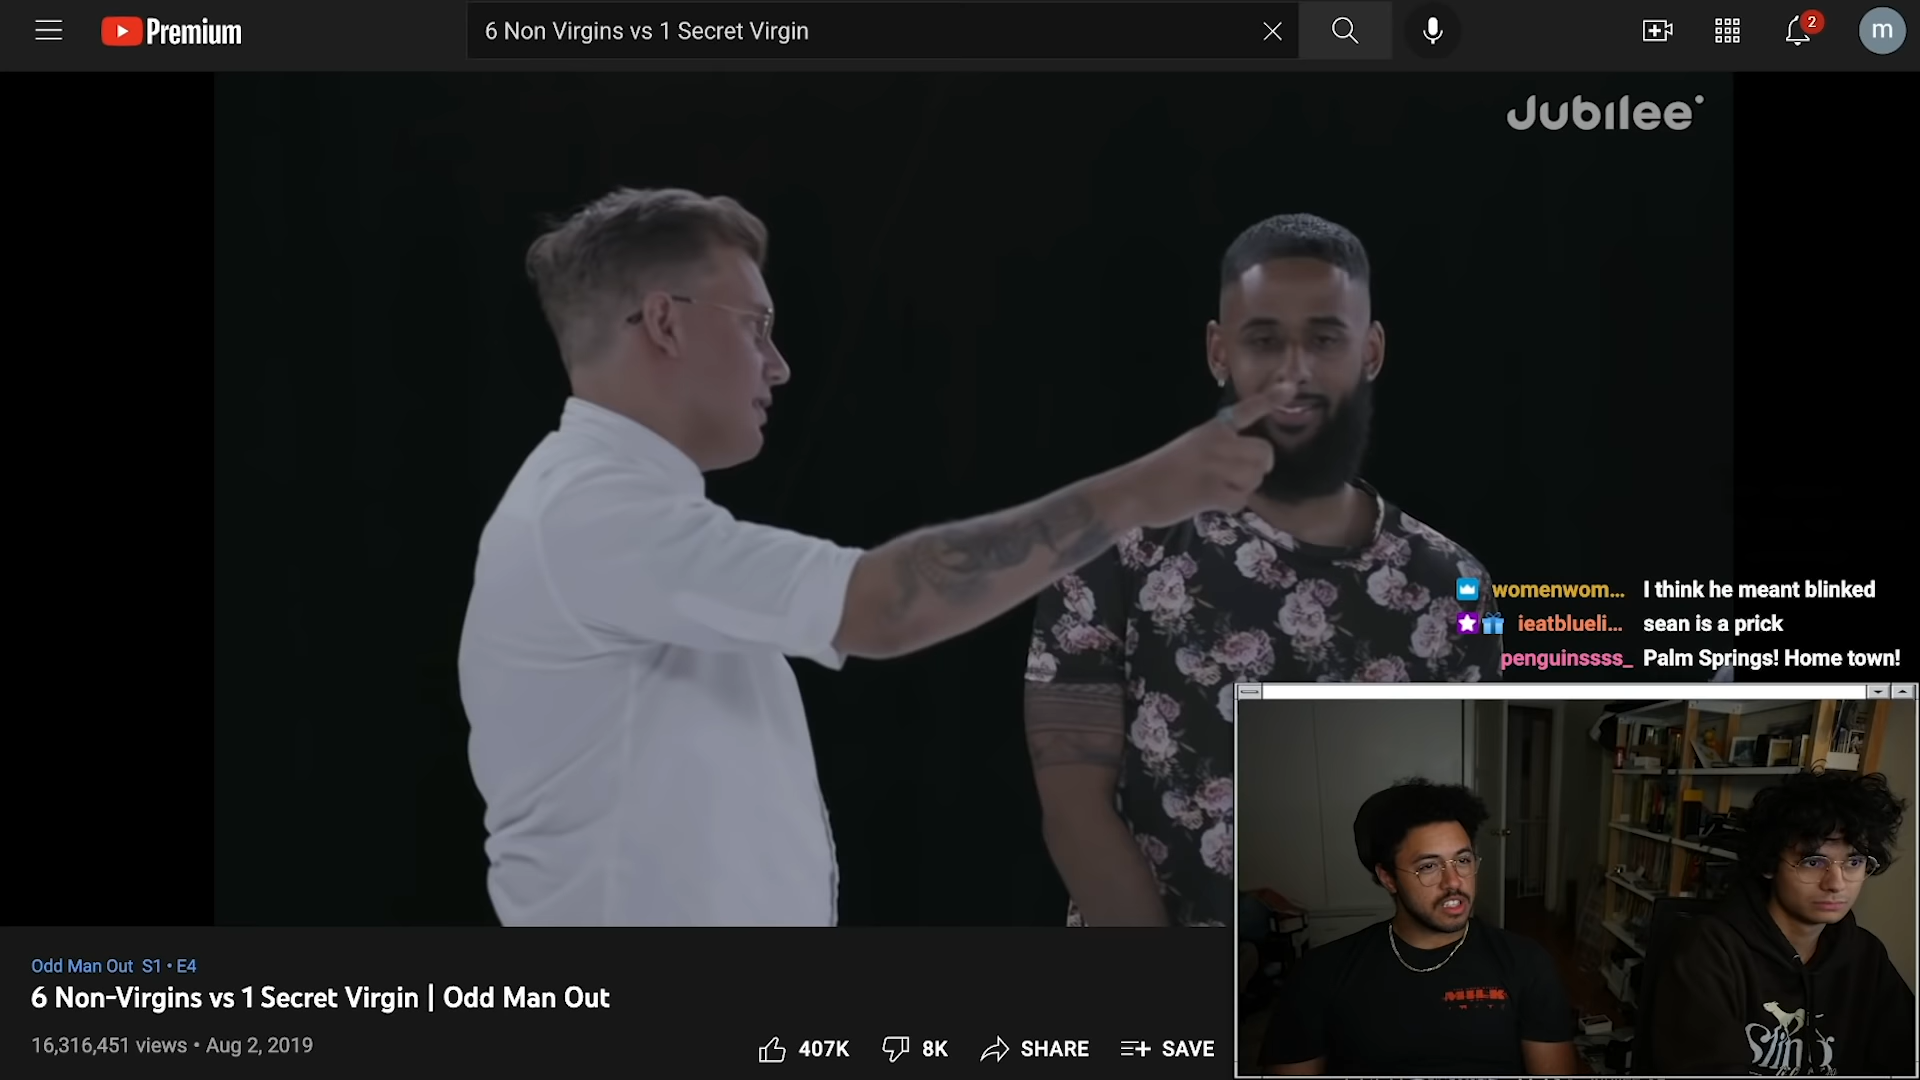 Premium
6 Non Virgins vs 1 Secret Virgin
2
m
Jubilee
womenwom... I think he meant blinked
ieatblueli... sean is a prick
penguinssss_ Palm Springs! Home town!
MILK
Odd Man Out S1 • E4
6 Non-Virgins vs 1 Secret Virgin | Odd Man Out
16,316,451 views • Aug 2, 2019
407K
8K
SHARE
SAVE